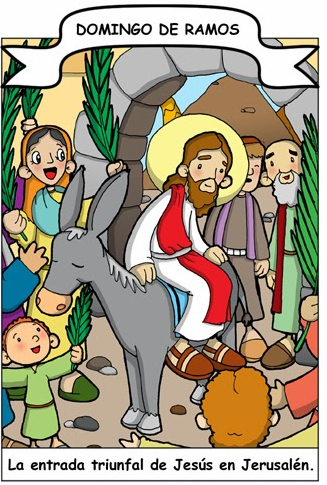 DOMINGO DE RAMOS
La entrada triunfal de Jesús en Jerusalén.